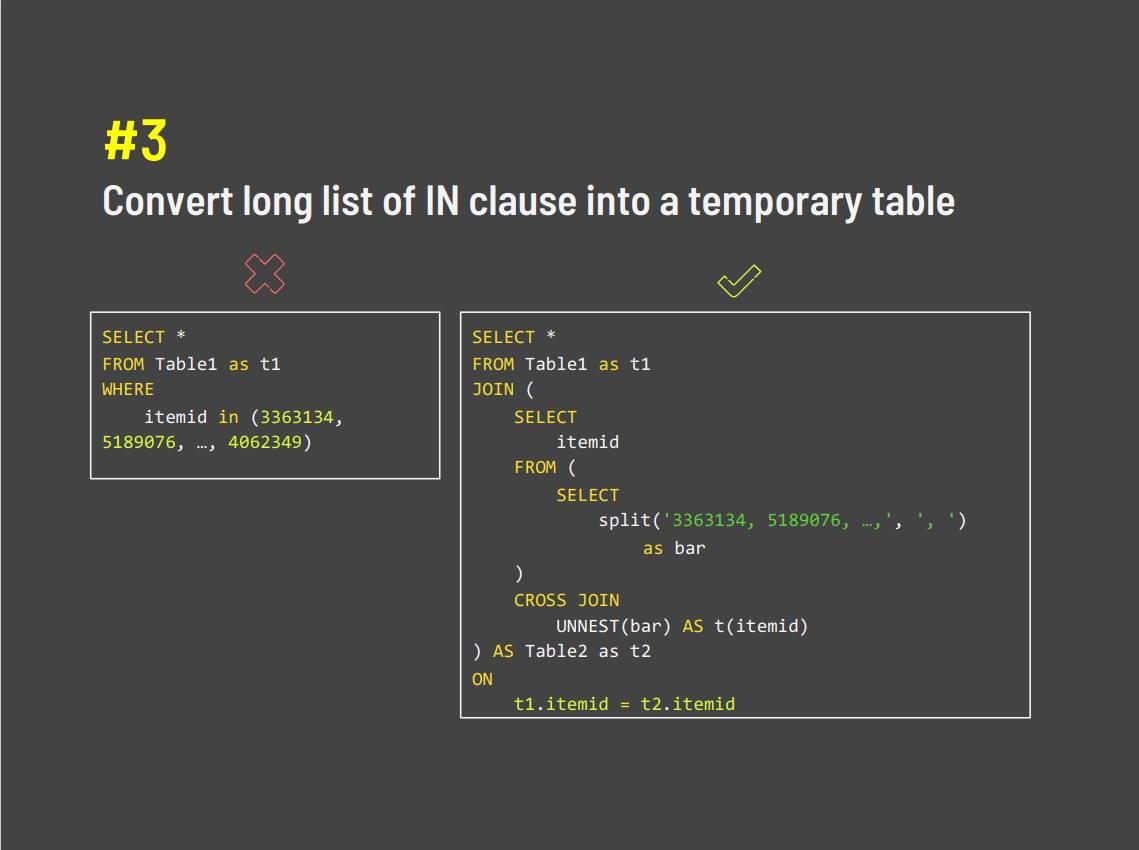 #3
Convert long list of IN clause into a temporary table
SELECT *
FROM Table1 as t1
WHERE
    itemid in (3363134,
5189076, …, 4062349)
SELECT *
FROM Table1 as t1
JOIN (
    SELECT
        itemid
    FROM (
        SELECT
            split('3363134, 5189076, …,', ', ')
                as bar
    )
    CROSS JOIN
        UNNEST(bar) AS t(itemid)
) AS Table2 as t2
ON
    t1.itemid = t2.itemid